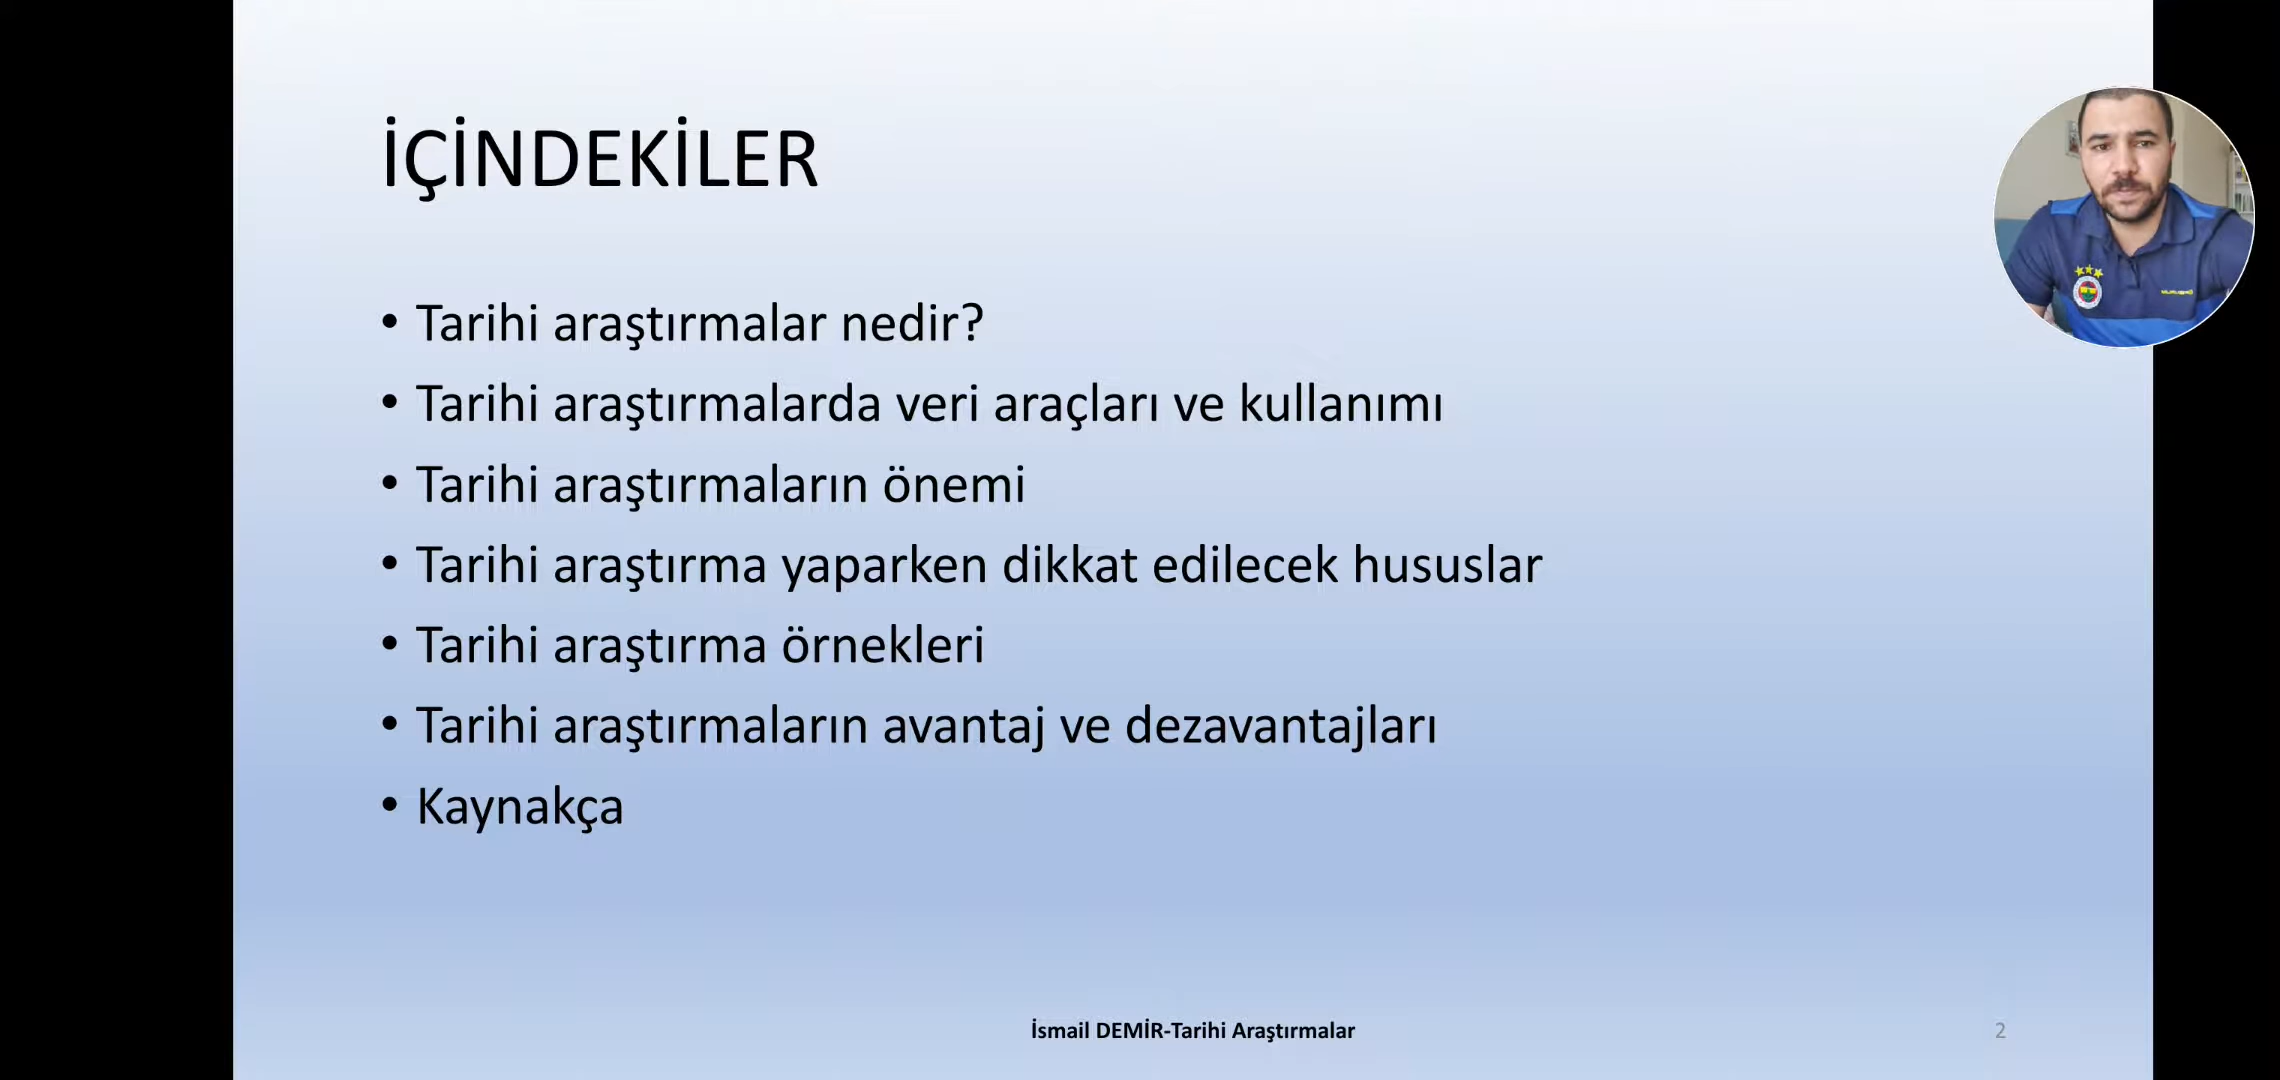 İÇİNDEKİLER
• Tarihi araştırmalar nedir?
• Tarihi araştırmalarda veri araçları ve kullanımı
• Tarihi araştırmaların önemi
• Tarihi araştırma yaparken dikkat edilecek hususlar
• Tarihi araştırma örnekleri
• Tarihi araştırmaların avantaj ve dezavantajları
• Kaynakça
İsmail DEMİR-Tarihi Araştırmalar
2